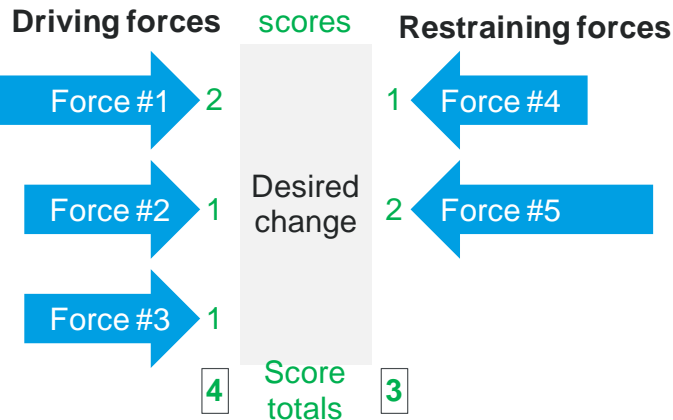 Driving forces scores Restraining forces
Force #1 2 1 Force #4
Force #2 1 Desired change 2 Force #5
Force #3 1
4 Score totals 3